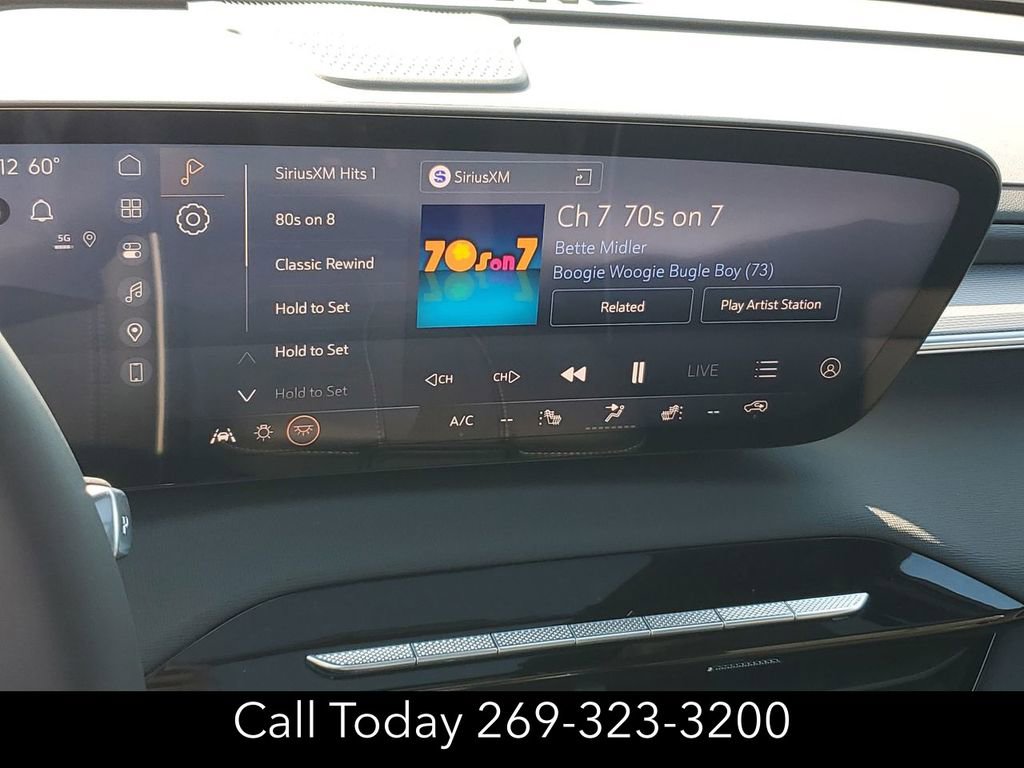 12 60°
5G
SiriusXM Hits 1
80s on 8
Classic Rewind
Hold to Set
Hold to Set
Hold to Set
SiriusXM
70s on 7
Ch 7 70s on 7
Bette Midler
Boogie Woogie Bugle Boy (73)
Related
Play Artist Station
CH
CH
LIVE
A/C
--
--
Call Today 269-323-3200